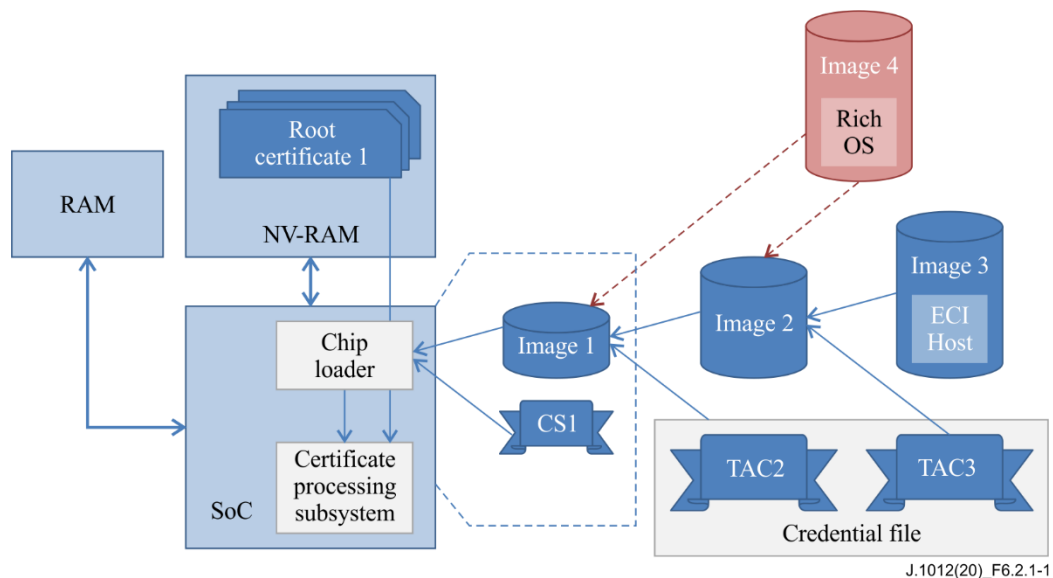 Image 4
Rich
OS
Root
certificate 1
RAM
NV-RAM
Image 3
ECI
Host
Image 2
Image 1
Chip
loader
CS1
Certificate
processing
subsystem
SoC
TAC2
TAC3
Credential file
J.1012(20)_F6.2.1-1